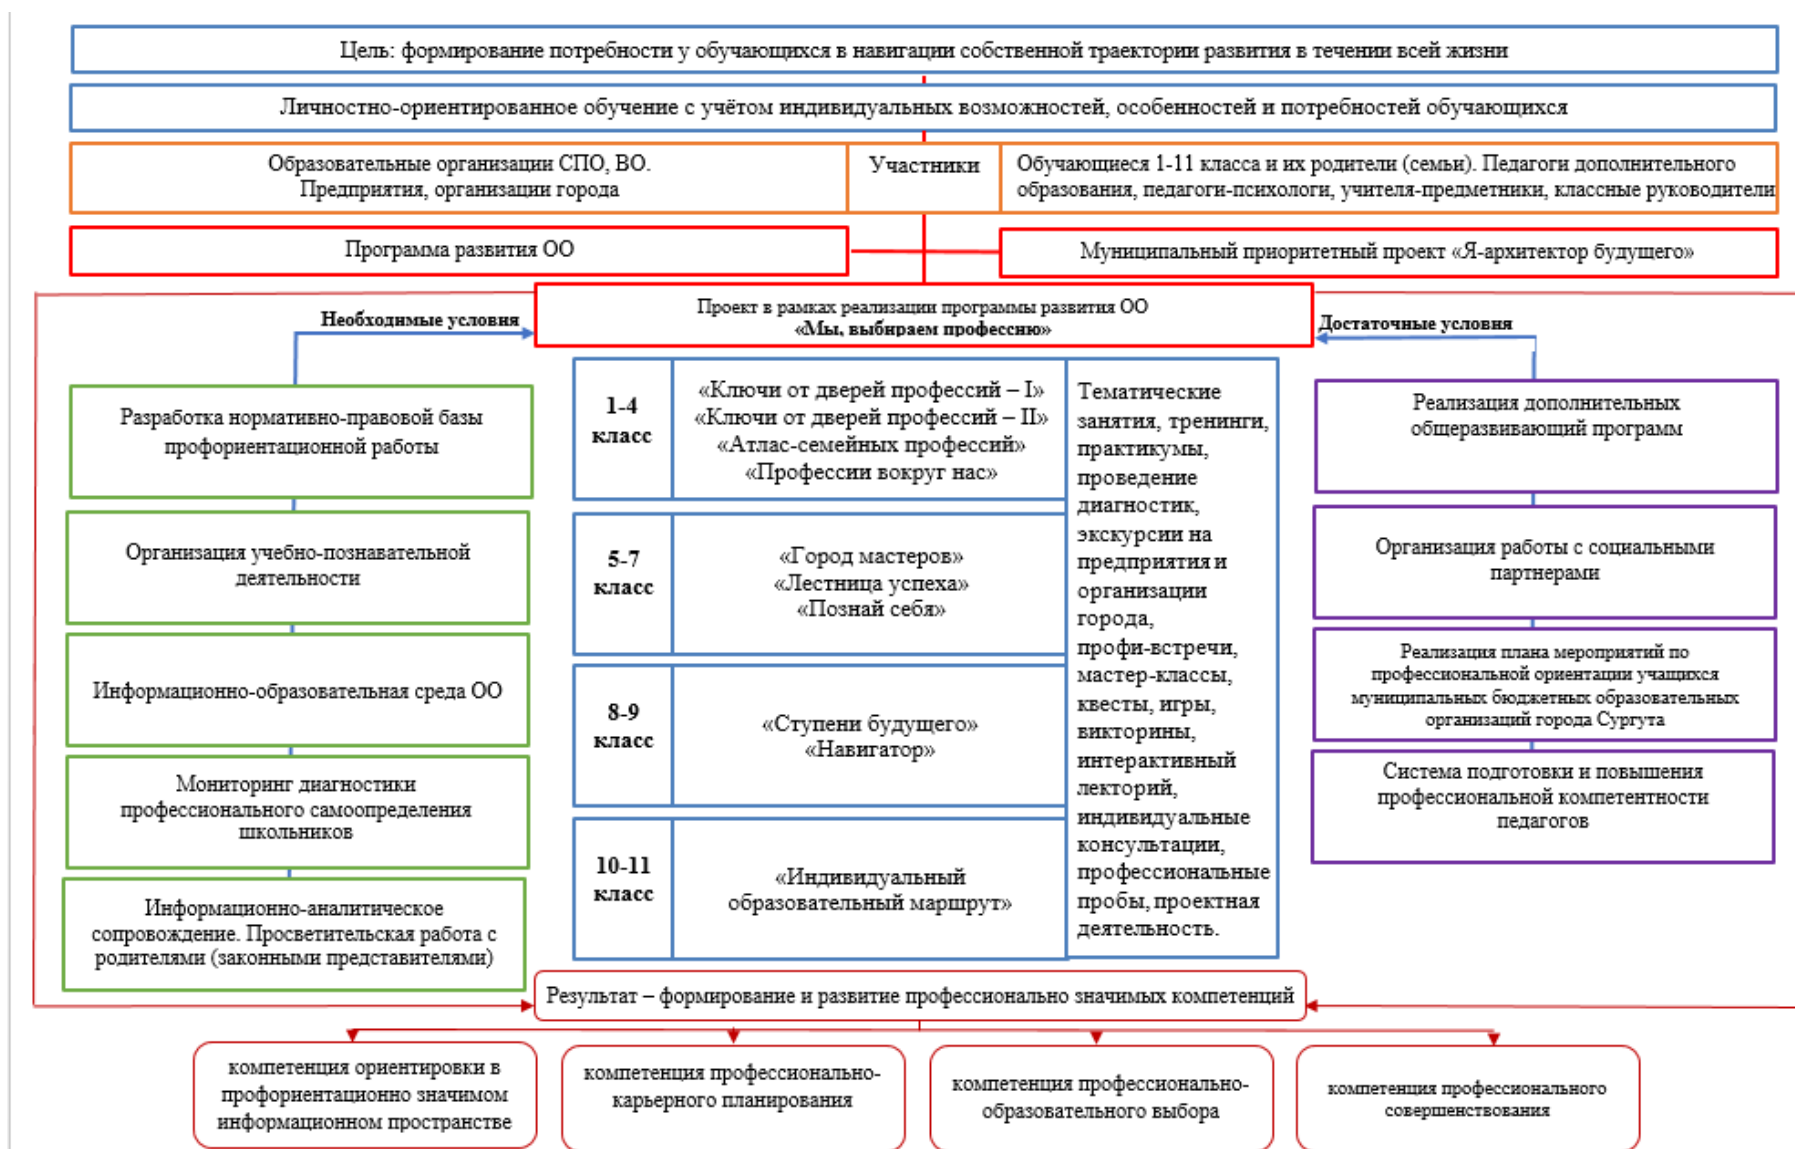 Цель: формирование потребности у обучающихся в навигации собственной траектории развития в течении всей жизни
Личностно-ориентированное обучение с учётом индивидуальных возможностей, особенностей и потребностей обучающихся
Образовательные организации СПО, ВО.
Предприятия, организации города
Участники
Обучающиеся 1-11 класса и их родители (семьи). Педагоги дополнительного
образования, педагоги-психологи, учителя-предметники, классные руководители
Программа развития ОО
Муниципальный приоритетный проект «Я-архитектор будущего»
Проект в рамках реализации программы развития ОО
«Мы, выбираем профессию»
Необходимые условия
Достаточные условия
Разработка нормативно-правовой базы
профориентационной работы
Организация учебно-познавательной
деятельности
Информационно-образовательная среда ОО
Мониторинг диагностики
профессионального самоопределения
школьников
Информационно-аналитическое
сопровождение. Просветительская работа с
родителями (законными представителями)
1-4
класс
«Ключи от дверей профессий – I»
«Ключи от дверей профессий – II»
«Атлас-семейных профессий»
«Профессии вокруг нас»
5-7
класс
«Город мастеров»
«Лестница успеха»
«Познай себя»
8-9
класс
«Ступени будущего»
«Навигатор»
10-11
класс
«Индивидуальный
образовательный маршрут»
Тематические
занятия, тренинги,
практикумы,
проведение
диагностик,
экскурсии на
предприятия и
организации
города,
профи-встречи,
мастер-классы,
квесты, игры,
викторины,
интерактивный
лекторий,
индивидуальные
консультации,
профессиональные
пробы, проектная
деятельность.
Реализация дополнительных
общеразвивающий программ
Организация работы с социальными
партнерами
Реализация плана мероприятий по
профессиональной ориентации учащихся
муниципальных бюджетных образовательных
организаций города Сургута
Система подготовки и повышения
профессиональной компетентности
педагогов
Результат – формирование и развитие профессионально значимых компетенций
компетенция ориентировки в
профориентационно значимом
информационном пространстве
компетенция профессионально-
карьерного планирования
компетенция профессионально-
образовательного выбора
компетенция профессионального
совершенствования